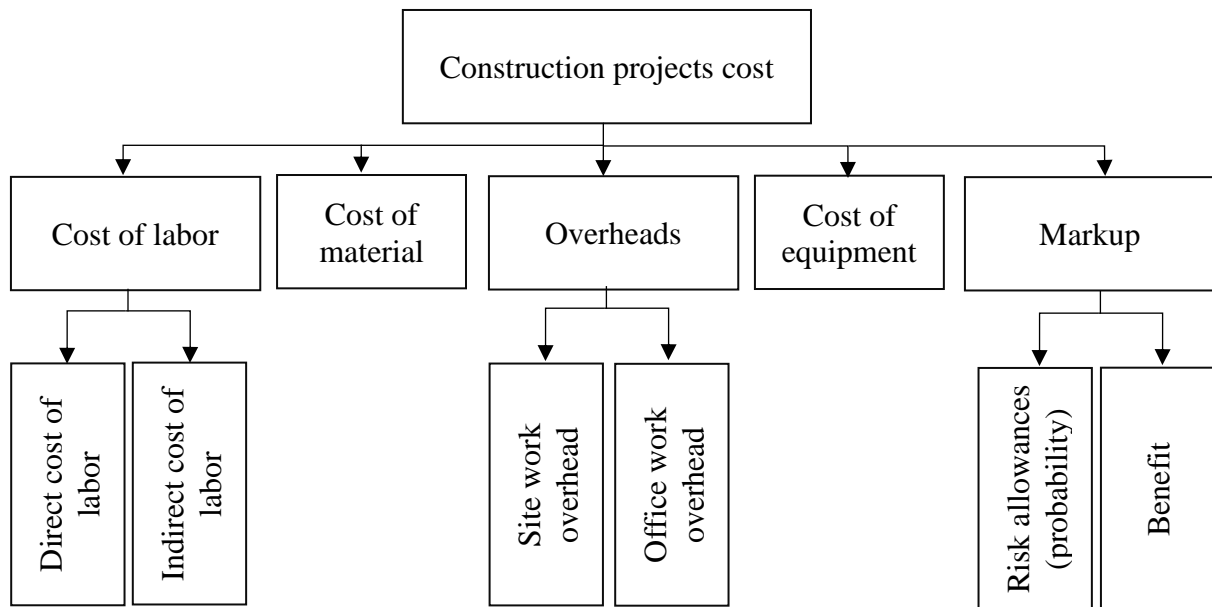 Construction projects cost
Cost of labor
Cost of
material
Overheads
Cost of
equipment
Markup
Direct cost of
labor
Indirect cost of
labor
Site work
overhead
Office work
overhead
Risk allowances
(probability)
Benefit